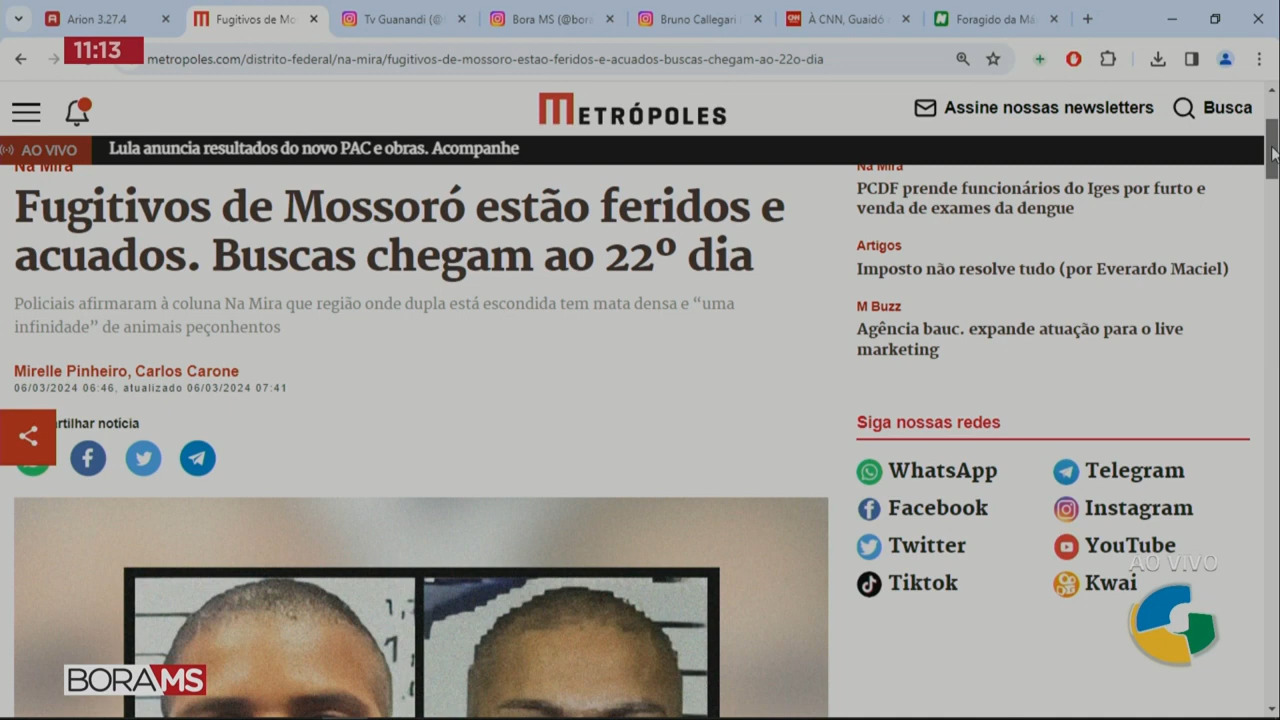 Arion 3.27.4
Fugitivos de Mo
Tv Guanandi (@
Bora MS (@bor
Bruno Callegari
À CNN, Guaidó
Foragido da Má
11:13
metropoles.com/distrito-federal/na-mira/fugitivos-de-mossoro-estao-feridos-e-acuados-buscas-chegam-ao-22o-dia
METRÓPOLES
Assine nossas newsletters
Busca
AO VIVO
Lula anuncia resultados do novo PAC e obras. Acompanhe
Na Mira
Fugitivos de Mossoró estão feridos e
acuados. Buscas chegam ao 22º dia
Policiais afirmaram à coluna Na Mira que região onde dupla está escondida tem mata densa e “uma
infinidade” de animais peçonhentos
Mirelle Pinheiro, Carlos Carone
06/03/2024 06:46, atualizado 06/03/2024 07:41
rtilhar notícia
Na Mira
PCDF prende funcionários do Iges por furto e
venda de exames da dengue
Artigos
Imposto não resolve tudo (por Everardo Maciel)
M Buzz
Agência bauc. expande atuação para o live
marketing
Siga nossas redes
WhatsApp
Telegram
Facebook
Instagram
Twitter
YouTube
Tiktok
Kwai
AO VIVO
1,
1
BORAMS